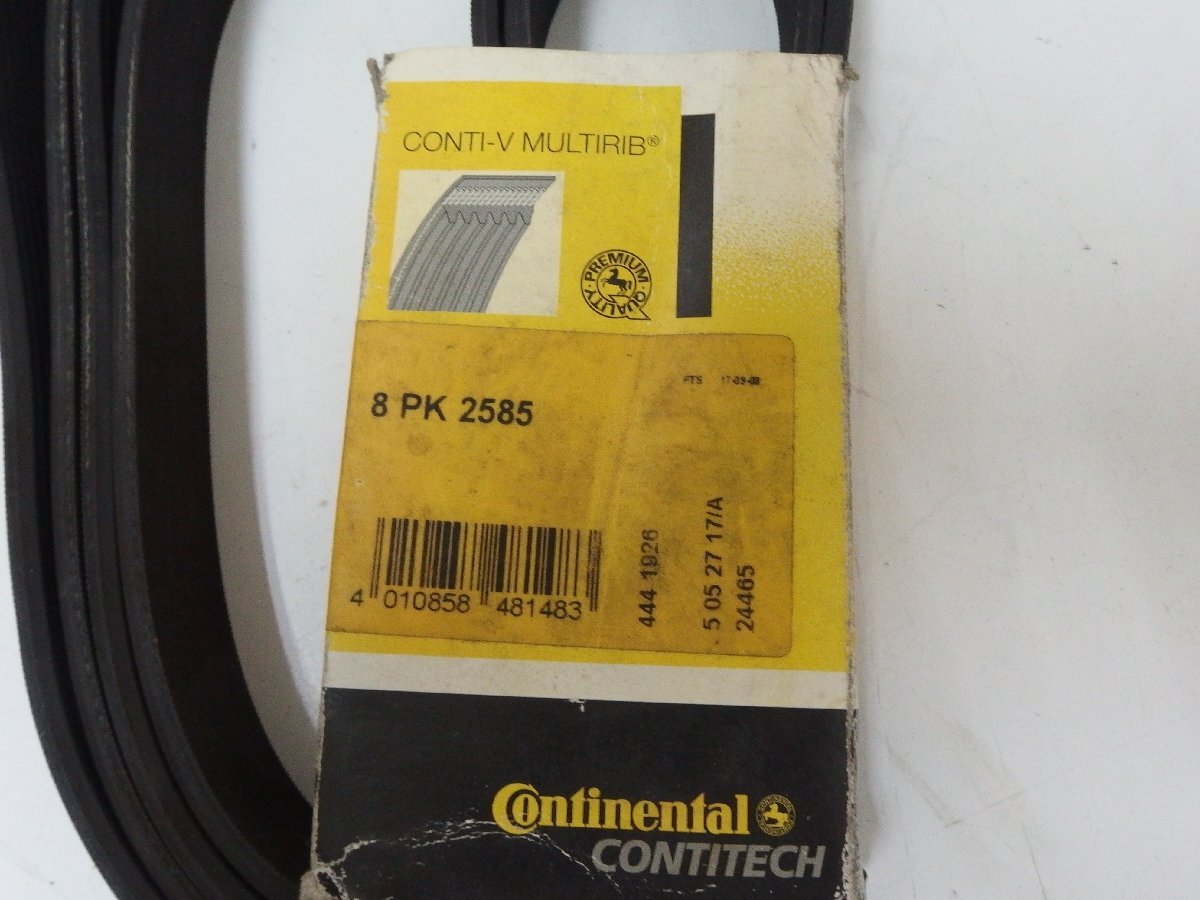 CONTI-V MULTIRIB®
· PREMIUM · QUALITY
8 PK 2585
4 010858 481483
444 1926
5 05 27 17/A
24465
Continental
CONTITECH